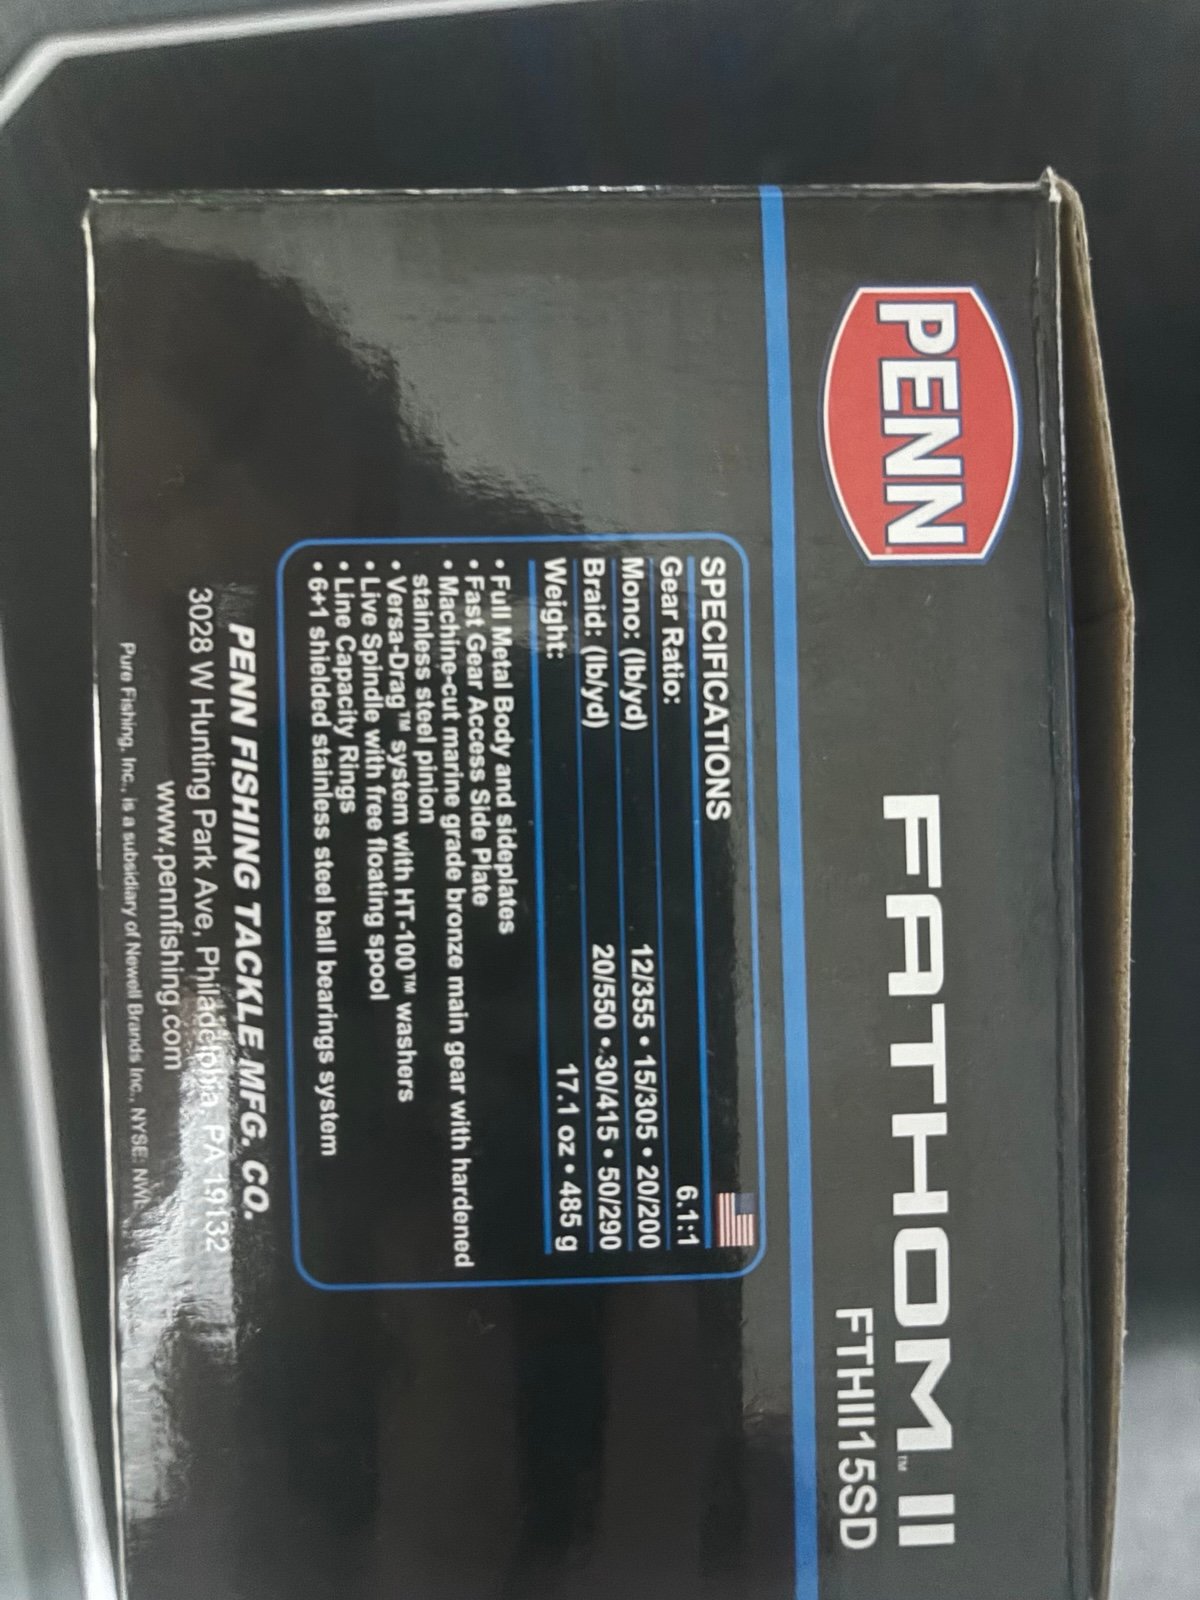 PENN
FATHOM™ II
FTHII15SD
SPECIFICATIONS
Gear Ratio: 6.1:1
Mono: (lb/yd) 12/355 • 15/305 • 20/200
Braid: (lb/yd) 20/550 • 30/415 • 50/290
Weight: 17.1 oz • 485 g
• Full Metal Body and sideplates
• Fast Gear Access Side Plate
• Machine-cut marine grade bronze main gear with hardened
stainless steel pinion
• Versa-Drag™ system with HT-100™ washers
• Live Spindle with free floating spool
• Line Capacity Rings
• 6+1 shielded stainless steel ball bearings system
PENN FISHING TACKLE MFG. CO.
3028 W Hunting Park Ave, Philadelphia, PA 19132
www.pennfishing.com
Pure Fishing, Inc., is a subsidiary of Newell Brands Inc., NYSE: NWL